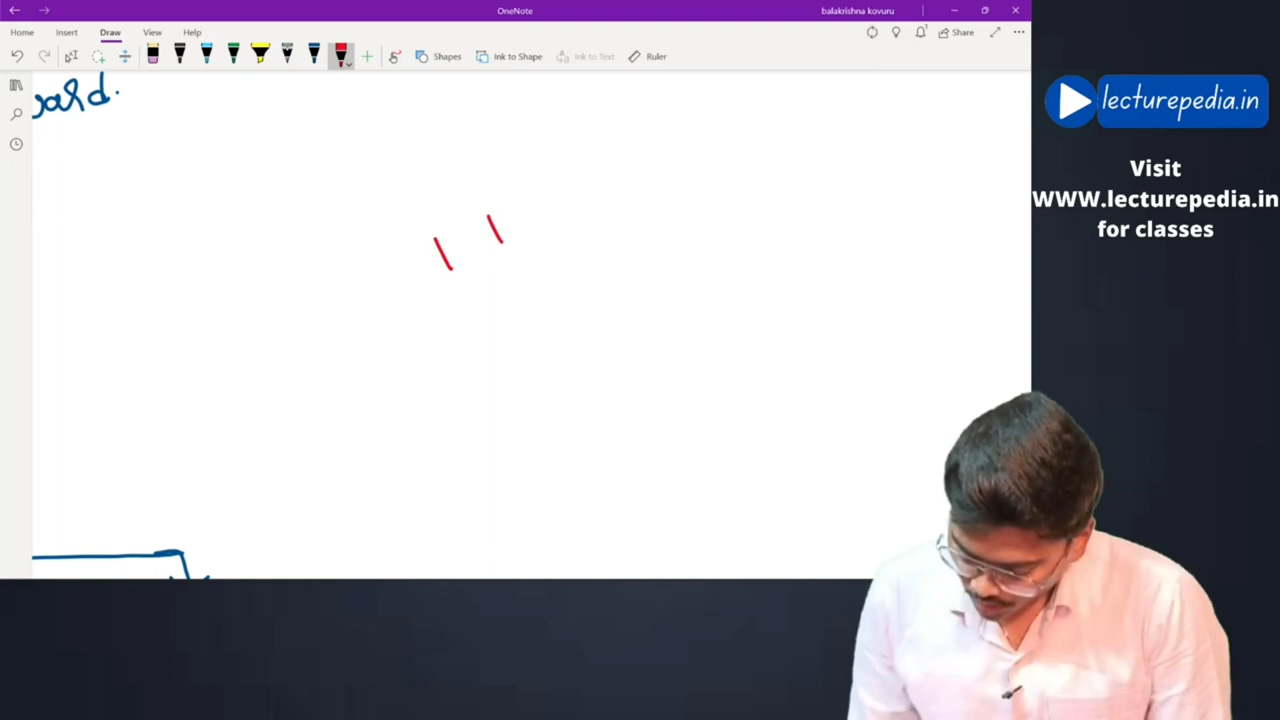 OneNote
balakrishna kovuru
Home Insert Draw View Help
Share
Shapes Ink to Shape Ink to Text Ruler
lecturepedia.in
Visit
WWW.lecturepedia.in
for classes